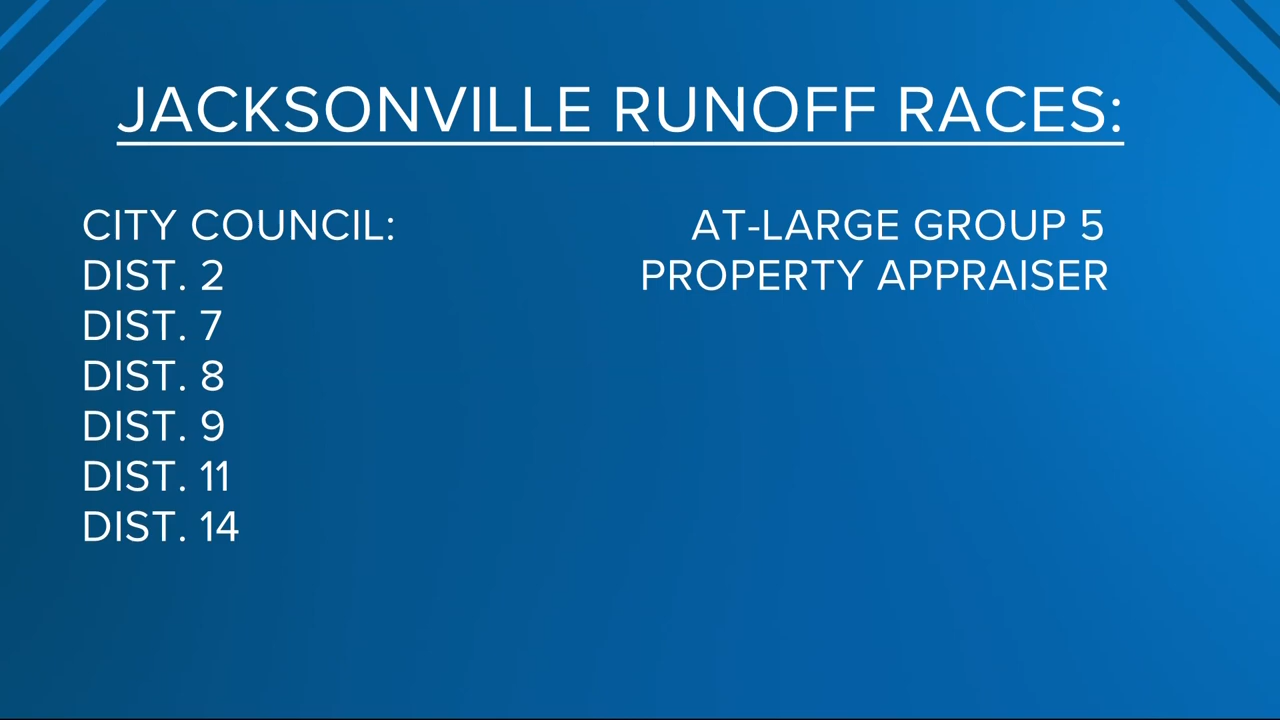 JACKSONVILLE RUNOFF RACES:
CITY COUNCIL:
DIST. 2
DIST. 7
DIST. 8
DIST. 9
DIST. 11
DIST. 14
AT-LARGE GROUP 5
PROPERTY APPRAISER